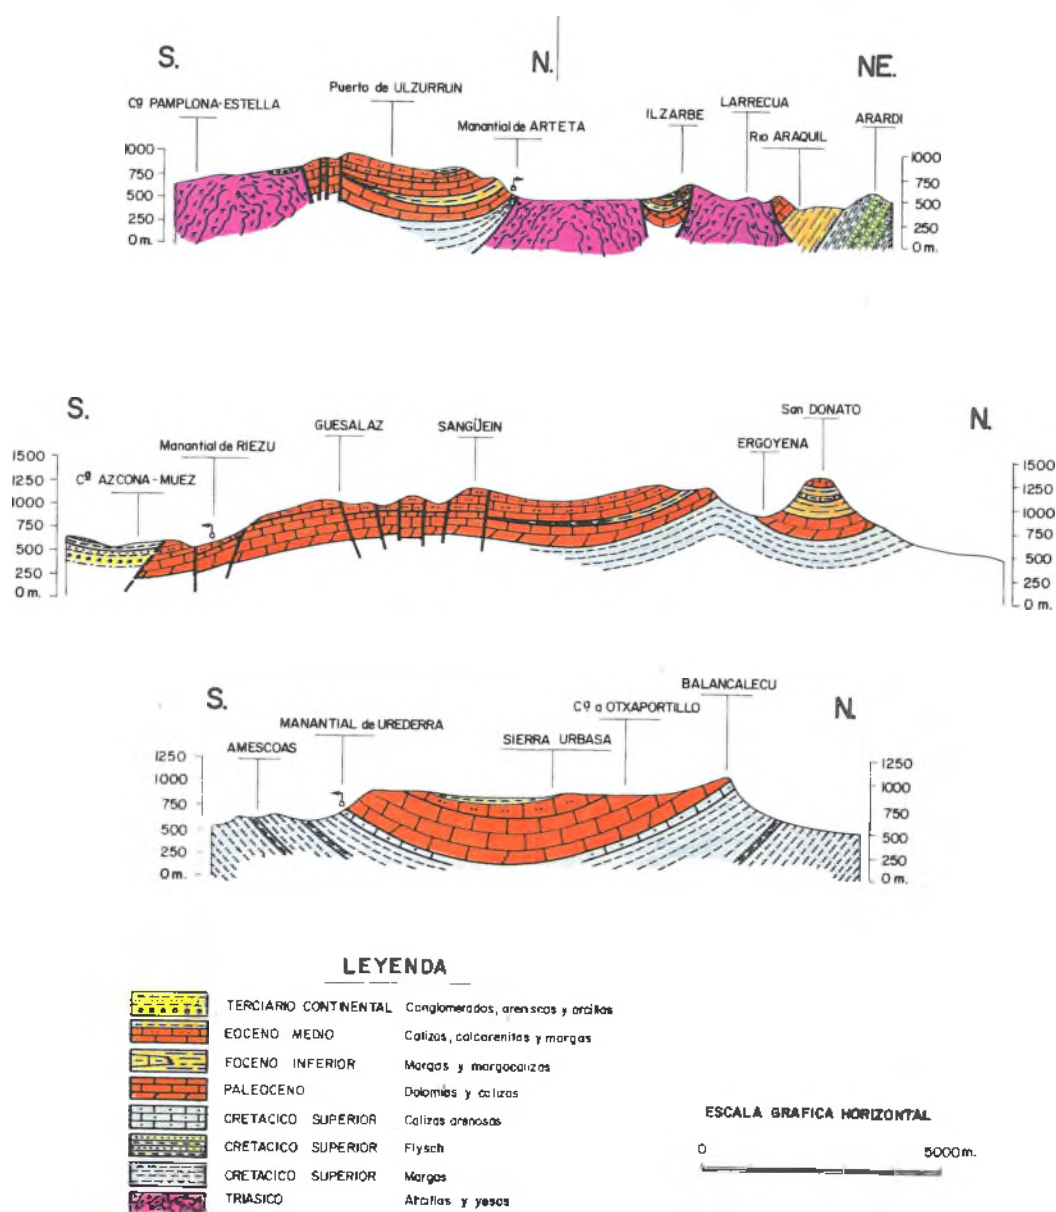 S.
N.
NE.
Cª PAMPLONA-ESTELLA
Puerto de ULZURRUN
Manantial de ARTETA
ILZARBE
LARRECUA
Rio ARAQUIL
ARARDI
1000
750
500
250
0 m.
1000
750
500
250
0 m.
S.
N.
Cª AZCONA-MUEZ
Manantial de RIEZU
GUESALAZ
SANGÜEIN
ERGOYENA
San DONATO
1500
1250
1000
750
500
250
0 m.
1500
1250
1000
750
500
250
0 m.
S.
N.
AMESCOAS
MANANTIAL de UREDERRA
SIERRA URBASA
Cª a OTXAPORTILLO
BALANCALECU
1250
1000
750
500
250
0 m.
1250
1000
750
500
250
0 m.
LEYENDA
TERCIARIO CONTINENTAL Conglomerados, areniscas y arcillas
EOCENO MEDIO Calizas, calcarenitas y margas
EOCENO INFERIOR Margas y margocalizas
PALEOCENO Dolomias y calizas
CRETACICO SUPERIOR Calizas arenosas
CRETACICO SUPERIOR Flysch
CRETACICO SUPERIOR Margas
TRIASICO Arcillas y yesos
ESCALA GRAFICA HORIZONTAL
0 5000 m.